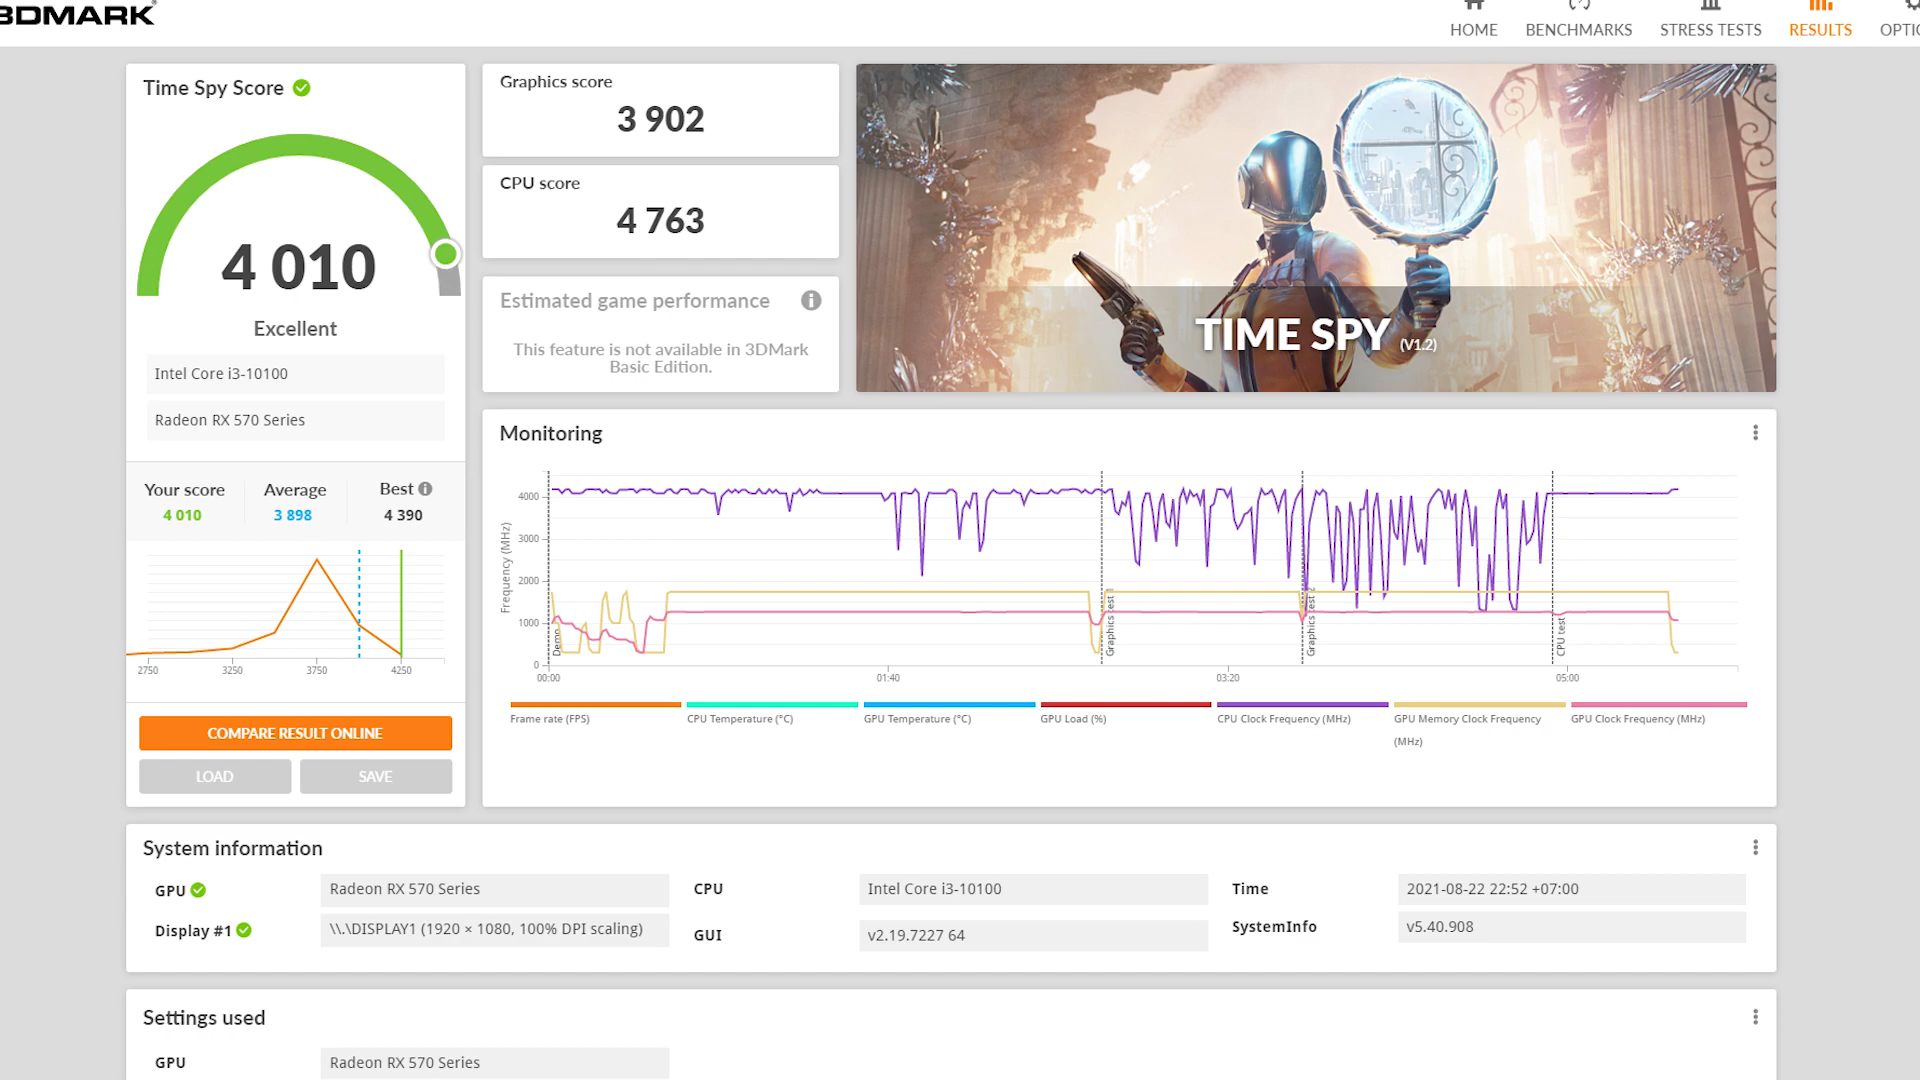 3DMARK
HOME
BENCHMARKS
STRESS TESTS
RESULTS
Time Spy Score
4 010
Excellent
Intel Core i3-10100
Radeon RX 570 Series
Your score
4 010
Average
3 898
Best
4 390
2750
3250
3750
4250
COMPARE RESULT ONLINE
LOAD
SAVE
Graphics score
3 902
CPU score
4 763
Estimated game performance
This feature is not available in 3DMark
Basic Edition.
TIME SPY (V1.2)
Monitoring
Frequency (MHz)
4000
3000
2000
1000
0
Demo
Graphics test 1
Graphics test 2
CPU test
00:00
01:40
03:20
05:00
Frame rate (FPS)
CPU Temperature (°C)
GPU Temperature (°C)
GPU Load (%)
CPU Clock Frequency (MHz)
GPU Memory Clock Frequency
(MHz)
GPU Clock Frequency (MHz)
System information
GPU
Radeon RX 570 Series
CPU
Intel Core i3-10100
Time
2021-08-22 22:52 +07:00
Display #1
\\.\DISPLAY1 (1920 × 1080, 100% DPI scaling)
GUI
v2.19.7227 64
SystemInfo
v5.40.908
Settings used
GPU
Radeon RX 570 Series